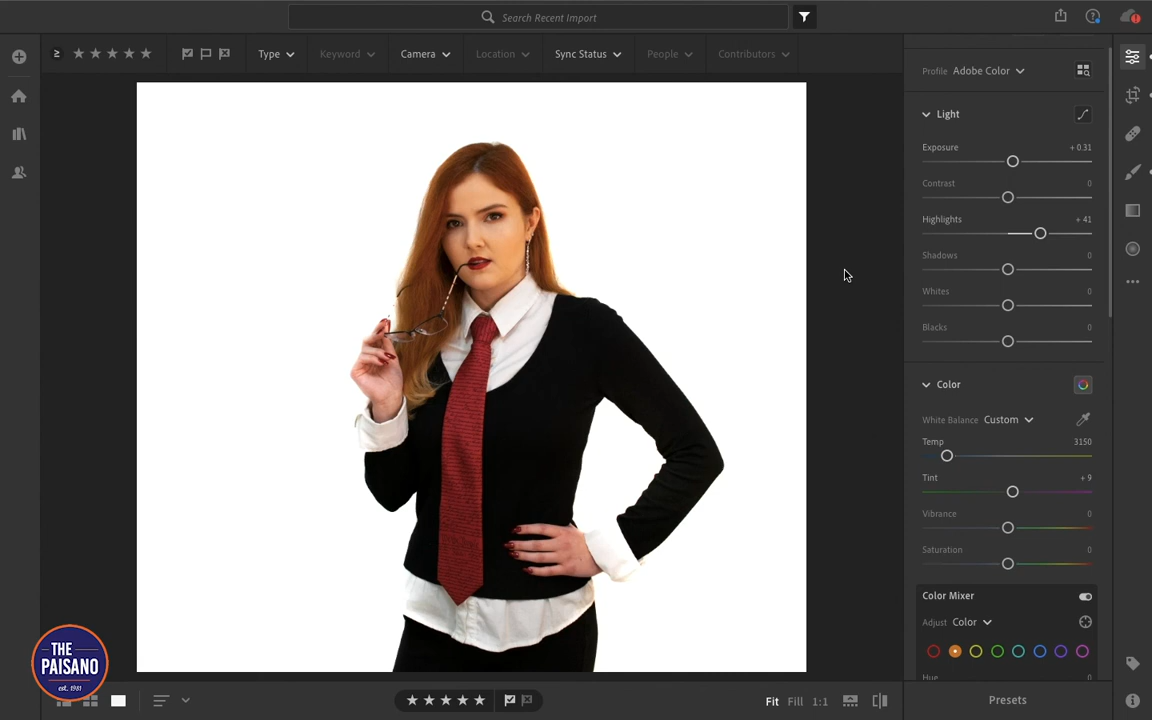 Search Recent Import
≥
Type
Keyword
Camera
Location
Sync Status
People
Contributors
Profile Adobe Color
Light
Exposure + 0.31
Contrast 0
Highlights + 41
Shadows 0
Whites 0
Blacks 0
Color
White Balance Custom
Temp 3150
Tint + 9
Vibrance 0
Saturation 0
Color Mixer
Adjust Color
Hue 0
THE
PAISANO
est. 1981
Fit Fill 1:1
Presets